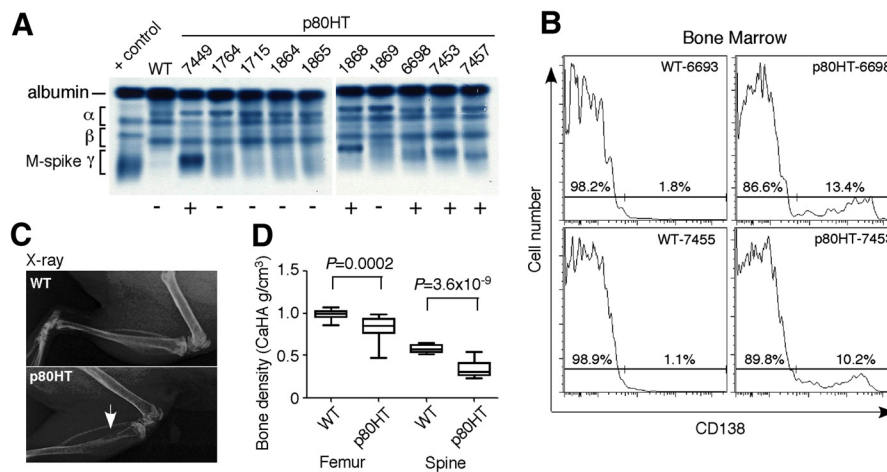 A
p80HT
+ control
WT
7449
1764
1715
1864
1865
1868
1869
6698
7453
7457
albumin
α
β
M-spike γ
- + - - - - + - + + +
B
Bone Marrow
WT-6693
98.2% 1.8%
p80HT-6698
86.6% 13.4%
WT-7455
98.9% 1.1%
p80HT-7453
89.8% 10.2%
Cell number
CD138
C
X-ray
WT
p80HT
D
Bone density (CaHA g/cm³)
1.5
1.0
0.5
0
P=0.0002
P=3.6x10⁻⁹
WT
p80HT
WT
p80HT
Femur Spine